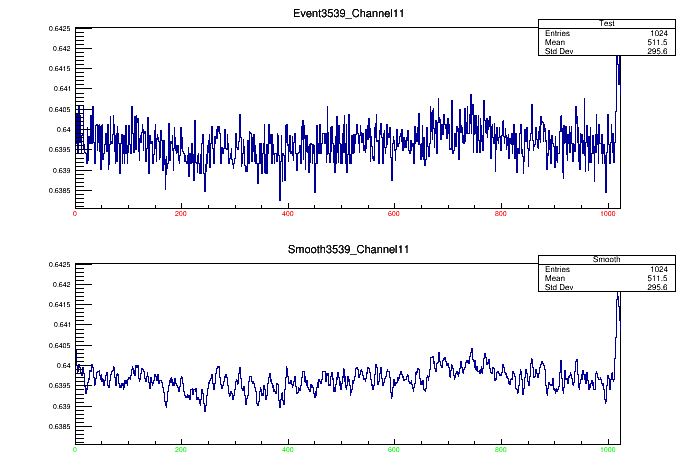 Event3539_Channel11
Test
Entries 1024
Mean 511.5
Std Dev 295.6
0.6425
0.642
0.6415
0.641
0.6405
0.64
0.6395
0.639
0.6385
0 200 400 600 800 1000
Smooth3539_Channel11
Smooth
Entries 1024
Mean 511.5
Std Dev 295.6
0.6425
0.642
0.6415
0.641
0.6405
0.64
0.6395
0.639
0.6385
0 200 400 600 800 1000